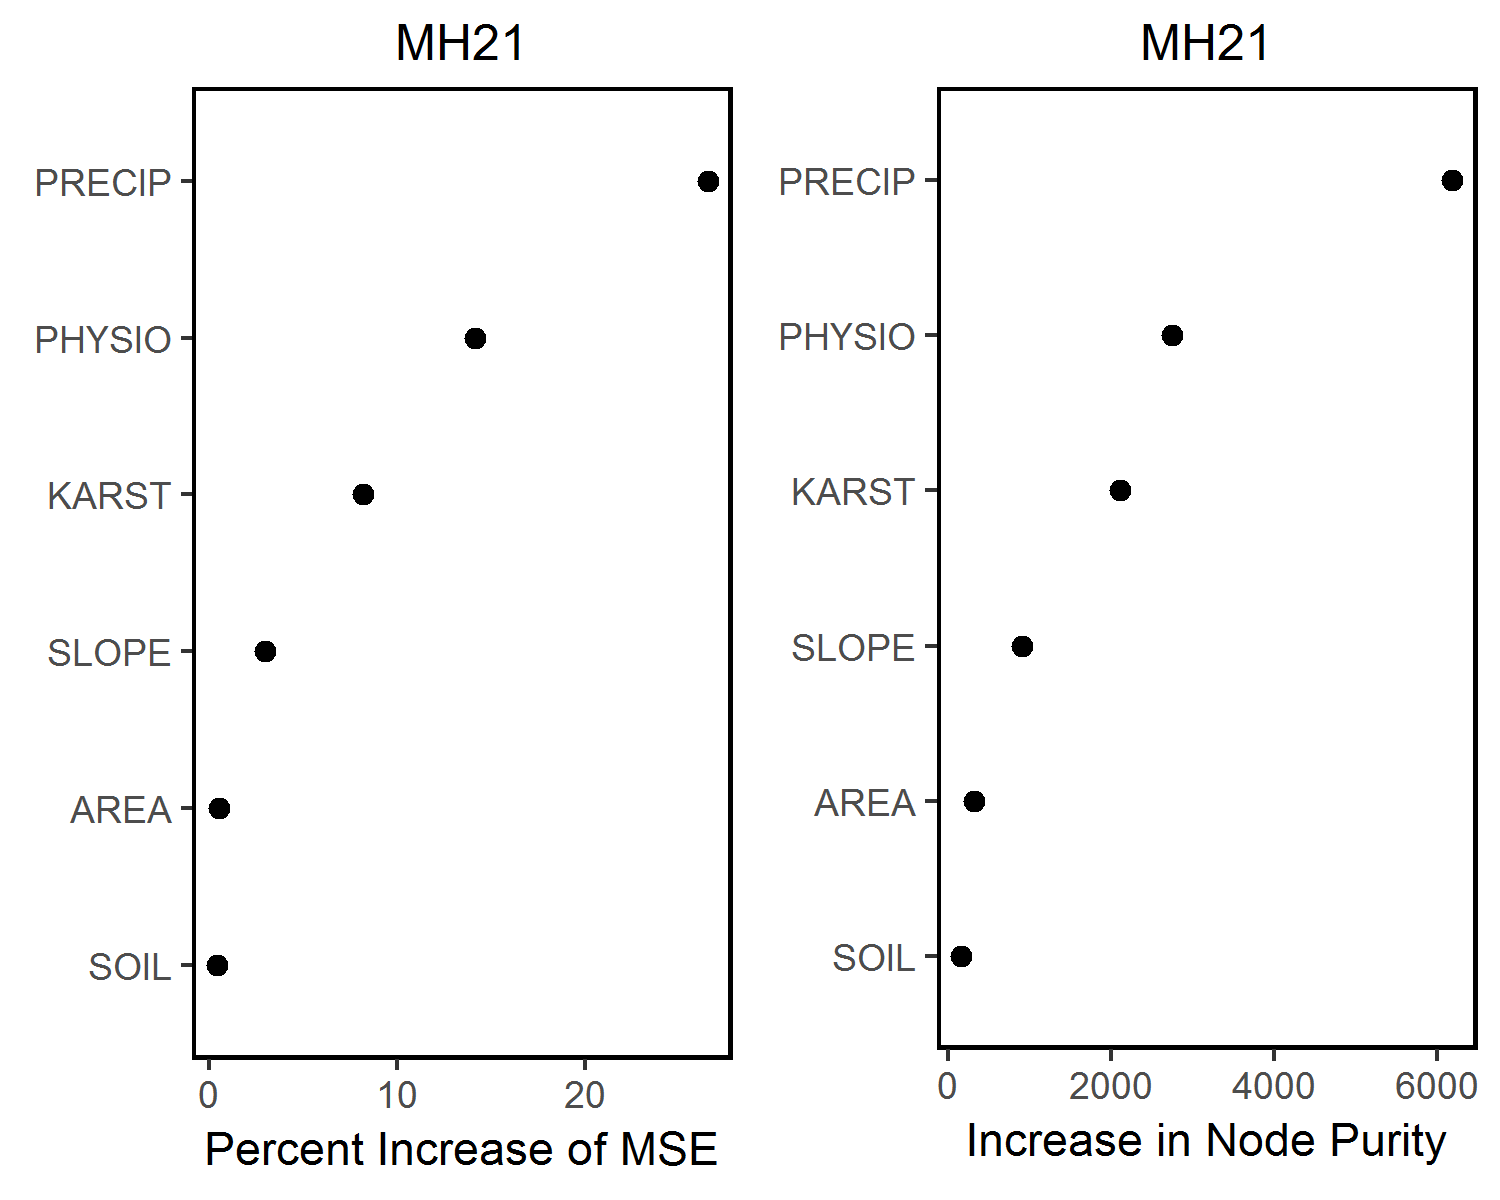 MH21
PRECIP
PHYSIO
KARST
SLOPE
AREA
SOIL
0 10 20
Percent Increase of MSE
MH21
PRECIP
PHYSIO
KARST
SLOPE
AREA
SOIL
0 2000 4000 6000
Increase in Node Purity